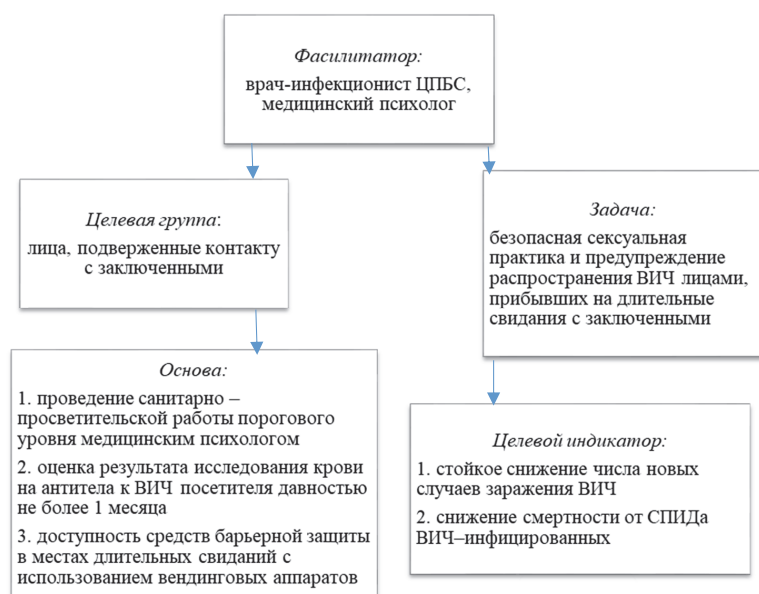 Фасилитатор:
врач-инфекционист ЦПБС,
медицинский психолог
Целевая группа:
лица, подверженные контакту
с заключенными
Задача:
безопасная сексуальная
практика и предупреждение
распространения ВИЧ лицами,
прибывших на длительные
свидания с заключенными
Основа:
1. проведение санитарно –
просветительской работы порогового
уровня медицинским психологом
2. оценка результата исследования крови
на антитела к ВИЧ посетителя давностью
не более 1 месяца
3. доступность средств барьерной защиты
в местах длительных свиданий с
использованием вендинговых аппаратов
Целевой индикатор:
1. стойкое снижение числа новых
случаев заражения ВИЧ
2. снижение смертности от СПИДа
ВИЧ–инфицированных